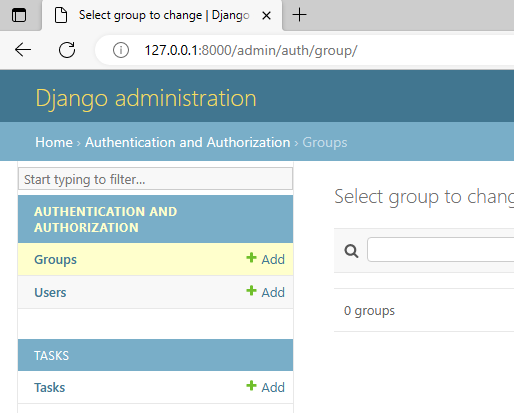 Select group to change | Django
127.0.0.1:8000/admin/auth/group/
Django administration
Home › Authentication and Authorization › Groups
Start typing to filter...
AUTHENTICATION AND
AUTHORIZATION
Groups + Add
Users + Add
TASKS
Tasks + Add
Select group to chang
0 groups